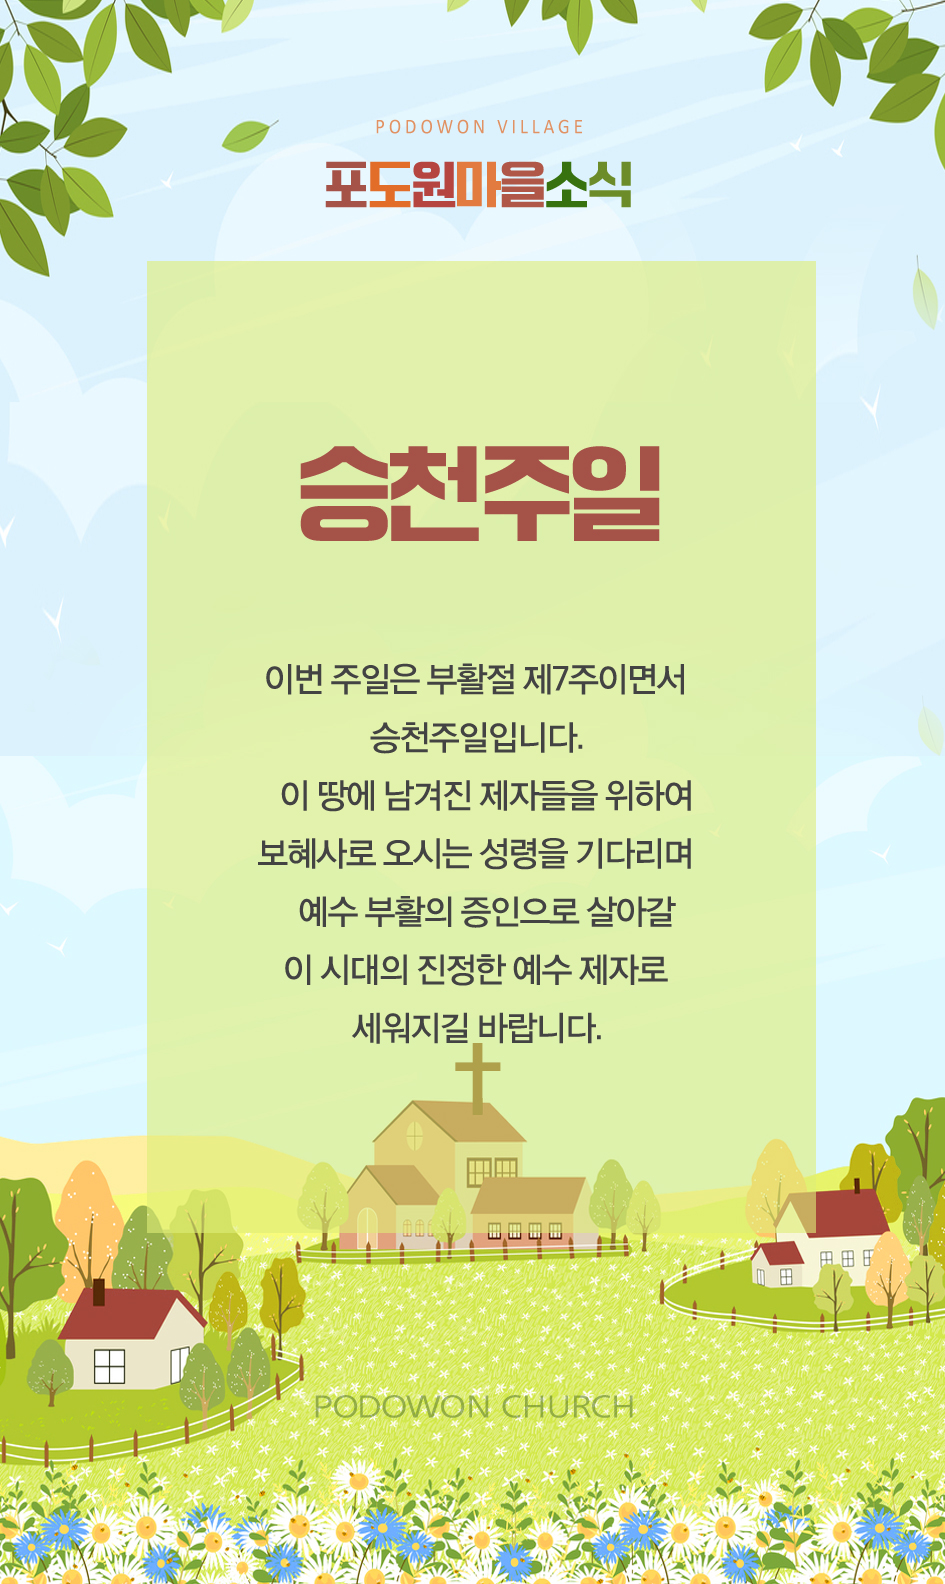 PODOWON VILLAGE
포도원마을소식
승천주일
이번 주일은 부활절 제7주이면서
승천주일입니다.
이 땅에 남겨진 제자들을 위하여
보혜사로 오시는 성령을 기다리며
예수 부활의 증인으로 살아갈
이 시대의 진정한 예수 제자로
세워지길 바랍니다.
PODOWON CHURCH